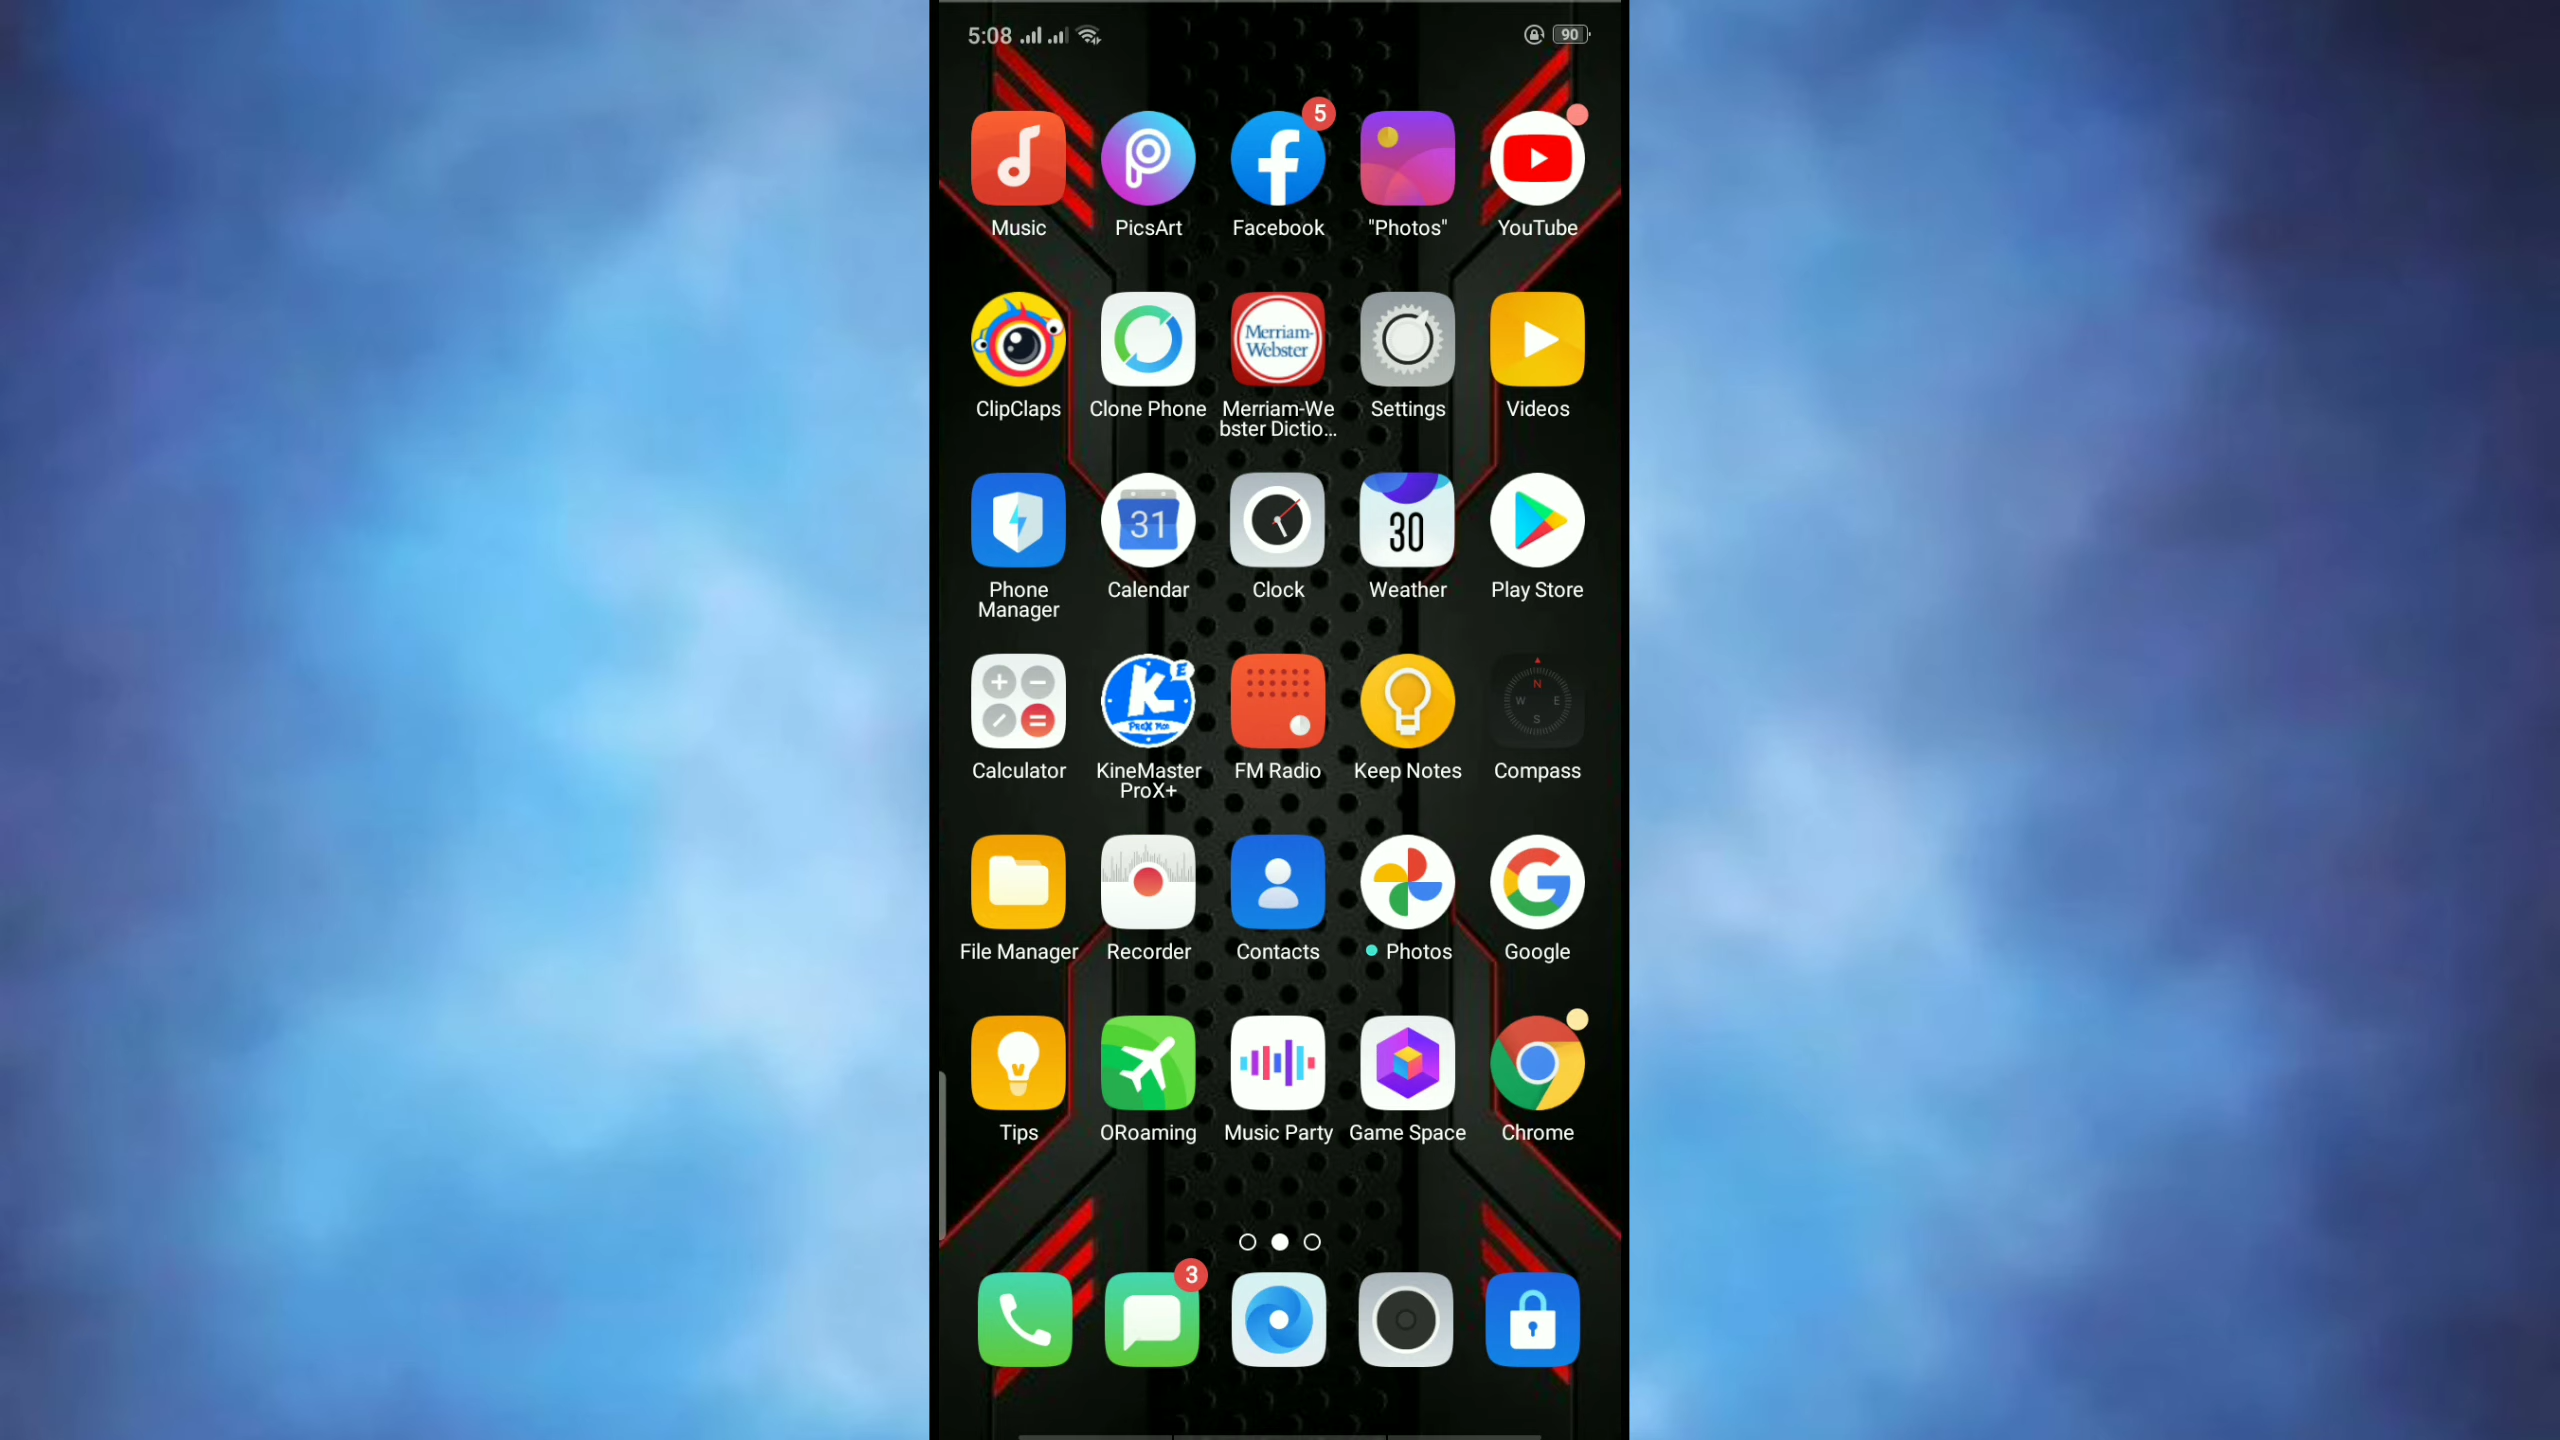 5:08 90
5
Music PicsArt Facebook "Photos" YouTube
Merriam-
Webster
ClipClaps Clone Phone Merriam-We Settings Videos
bster Dictio...
31 30
Phone Calendar Clock Weather Play Store
Manager
K E
ProX Mod
N
W E
S
Calculator KineMaster FM Radio Keep Notes Compass
ProX+
File Manager Recorder Contacts Photos Google
Tips ORoaming Music Party Game Space Chrome
3